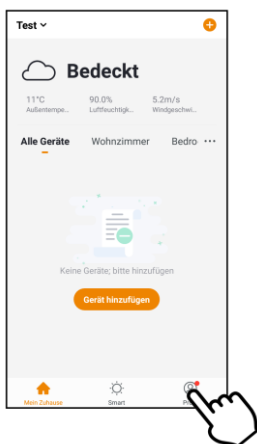 Test
Bedeckt
11°C 90.0% 5.2m/s
Außentempe... Luftfeuchtigk... Windgeschwi...
Alle Geräte Wohnzimmer Bedro ...
Keine Geräte; bitte hinzufügen
Gerät hinzufügen
Mein Zuhause Smart